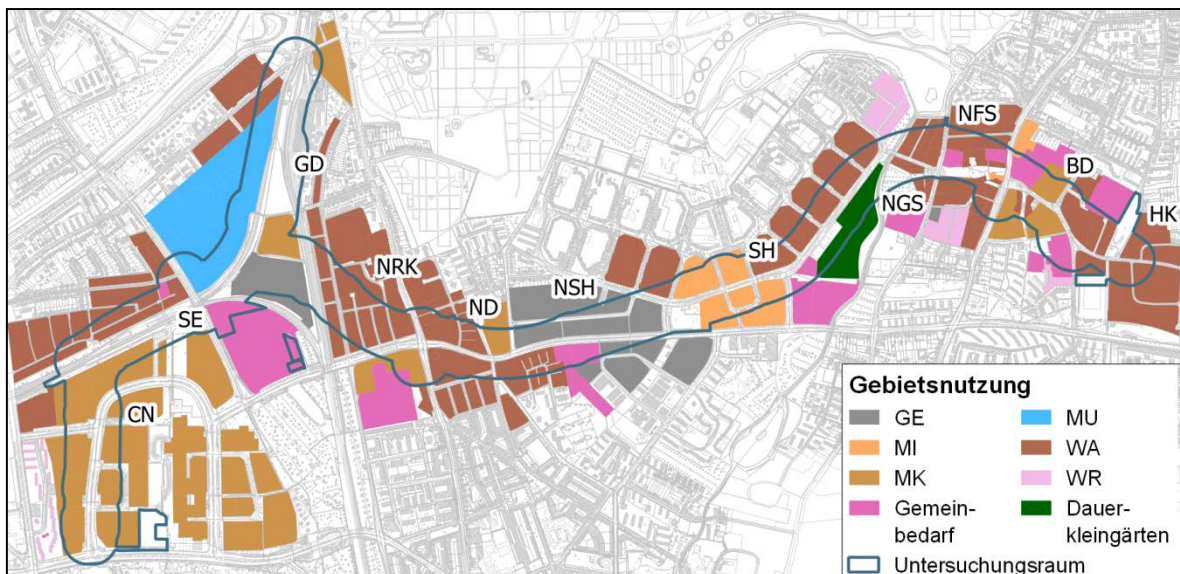 NFS
GD
BD
NGS
HK
SH
NRK
NSH
ND
SE
CN
Gebietsnutzung
GE
MU
MI
WA
MK
WR
Gemein-
bedarf
Dauer-
kleingärten
Untersuchungsraum